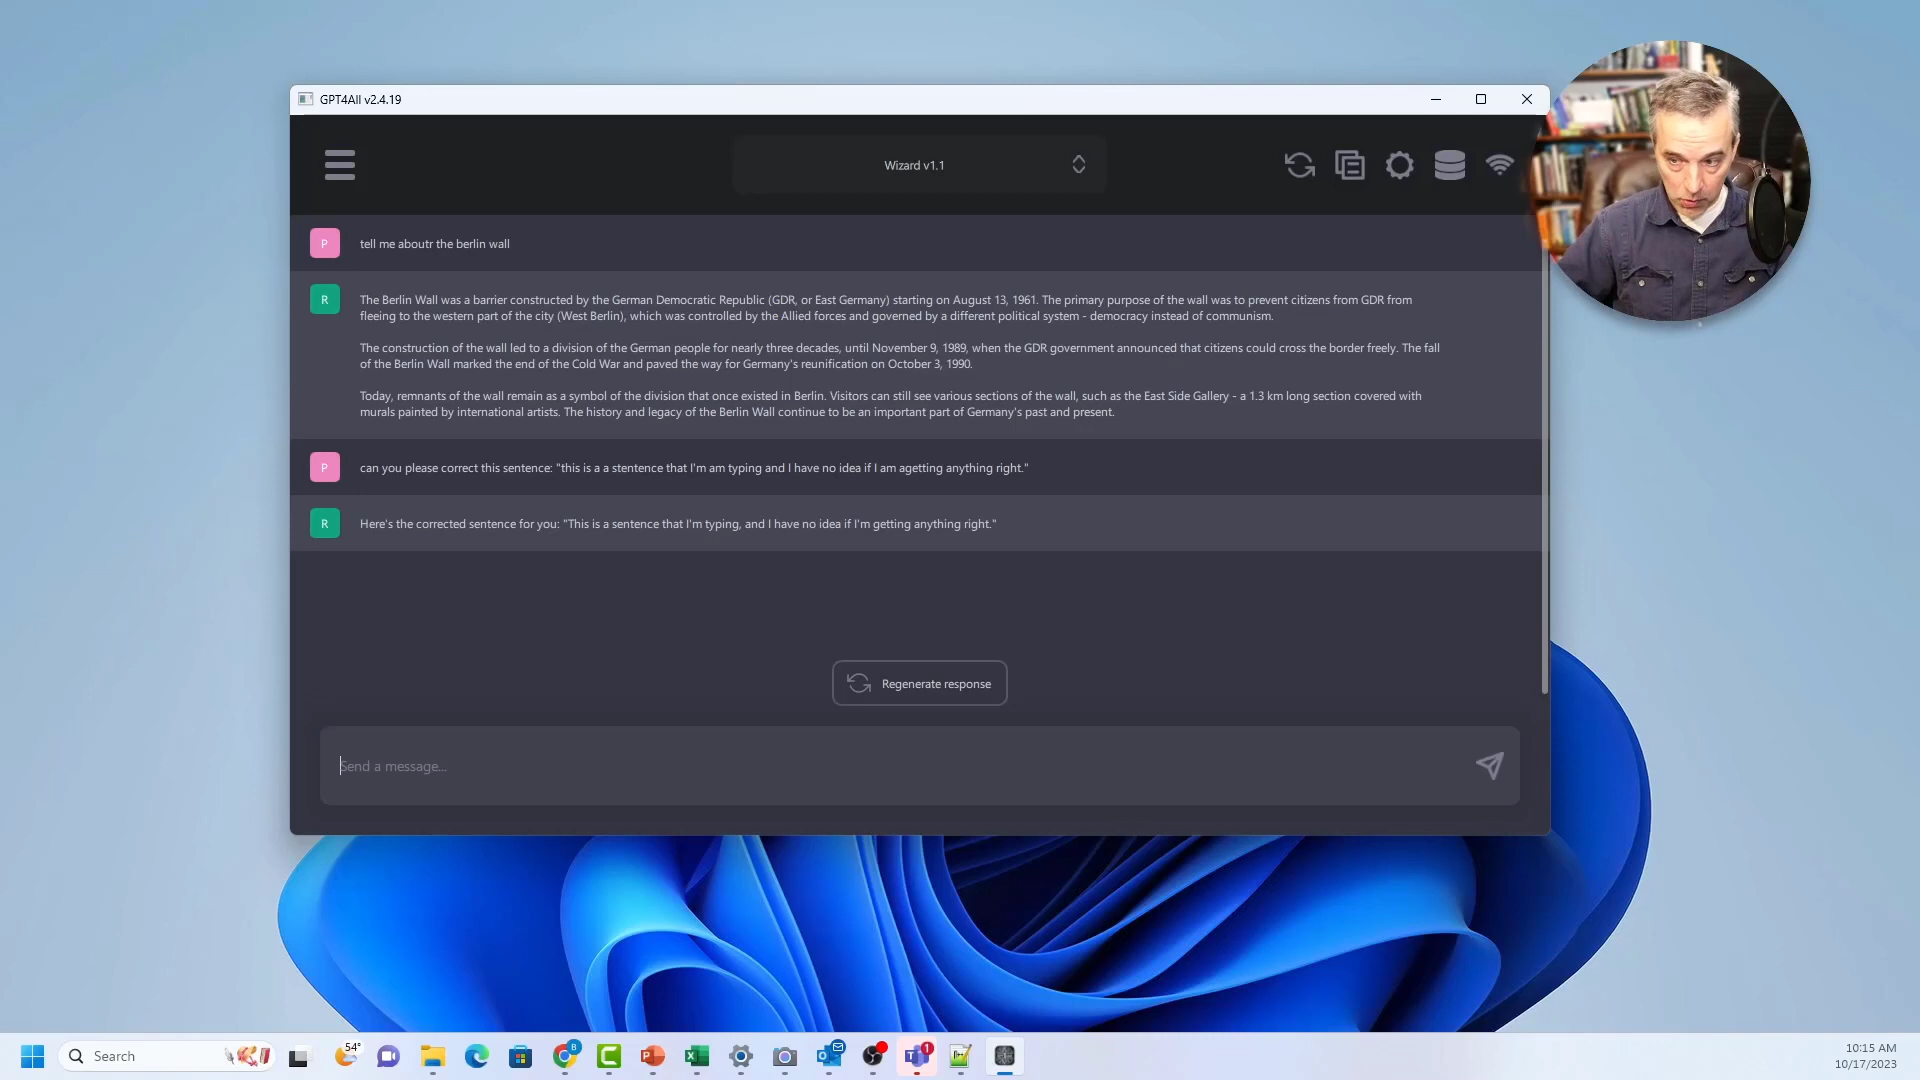 GPT4All v2.4.19
Wizard v1.1
P
tell me aboutr the berlin wall
R
The Berlin Wall was a barrier constructed by the German Democratic Republic (GDR, or East Germany) starting on August 13, 1961. The primary purpose of the wall was to prevent citizens from GDR from
fleeing to the western part of the city (West Berlin), which was controlled by the Allied forces and governed by a different political system - democracy instead of communism.
The construction of the wall led to a division of the German people for nearly three decades, until November 9, 1989, when the GDR government announced that citizens could cross the border freely. The fall
of the Berlin Wall marked the end of the Cold War and paved the way for Germany's reunification on October 3, 1990.
Today, remnants of the wall remain as a symbol of the division that once existed in Berlin. Visitors can still see various sections of the wall, such as the East Side Gallery - a 1.3 km long section covered with
murals painted by international artists. The history and legacy of the Berlin Wall continue to be an important part of Germany's past and present.
P
can you please correct this sentence: "this is a a stentence that I'm am typing and I have no idea if I am agetting anything right."
R
Here's the corrected sentence for you: "This is a sentence that I'm typing, and I have no idea if I'm getting anything right."
Regenerate response
Send a message...
Search
54°
B
1
10:15 AM
10/17/2023